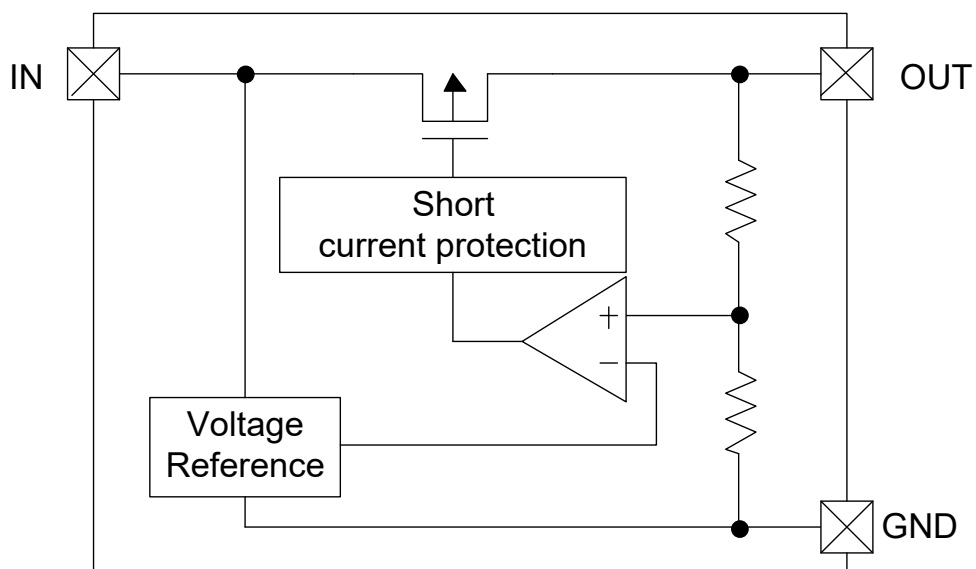 IN
OUT
Short
current protection
+
−
Voltage
Reference
GND